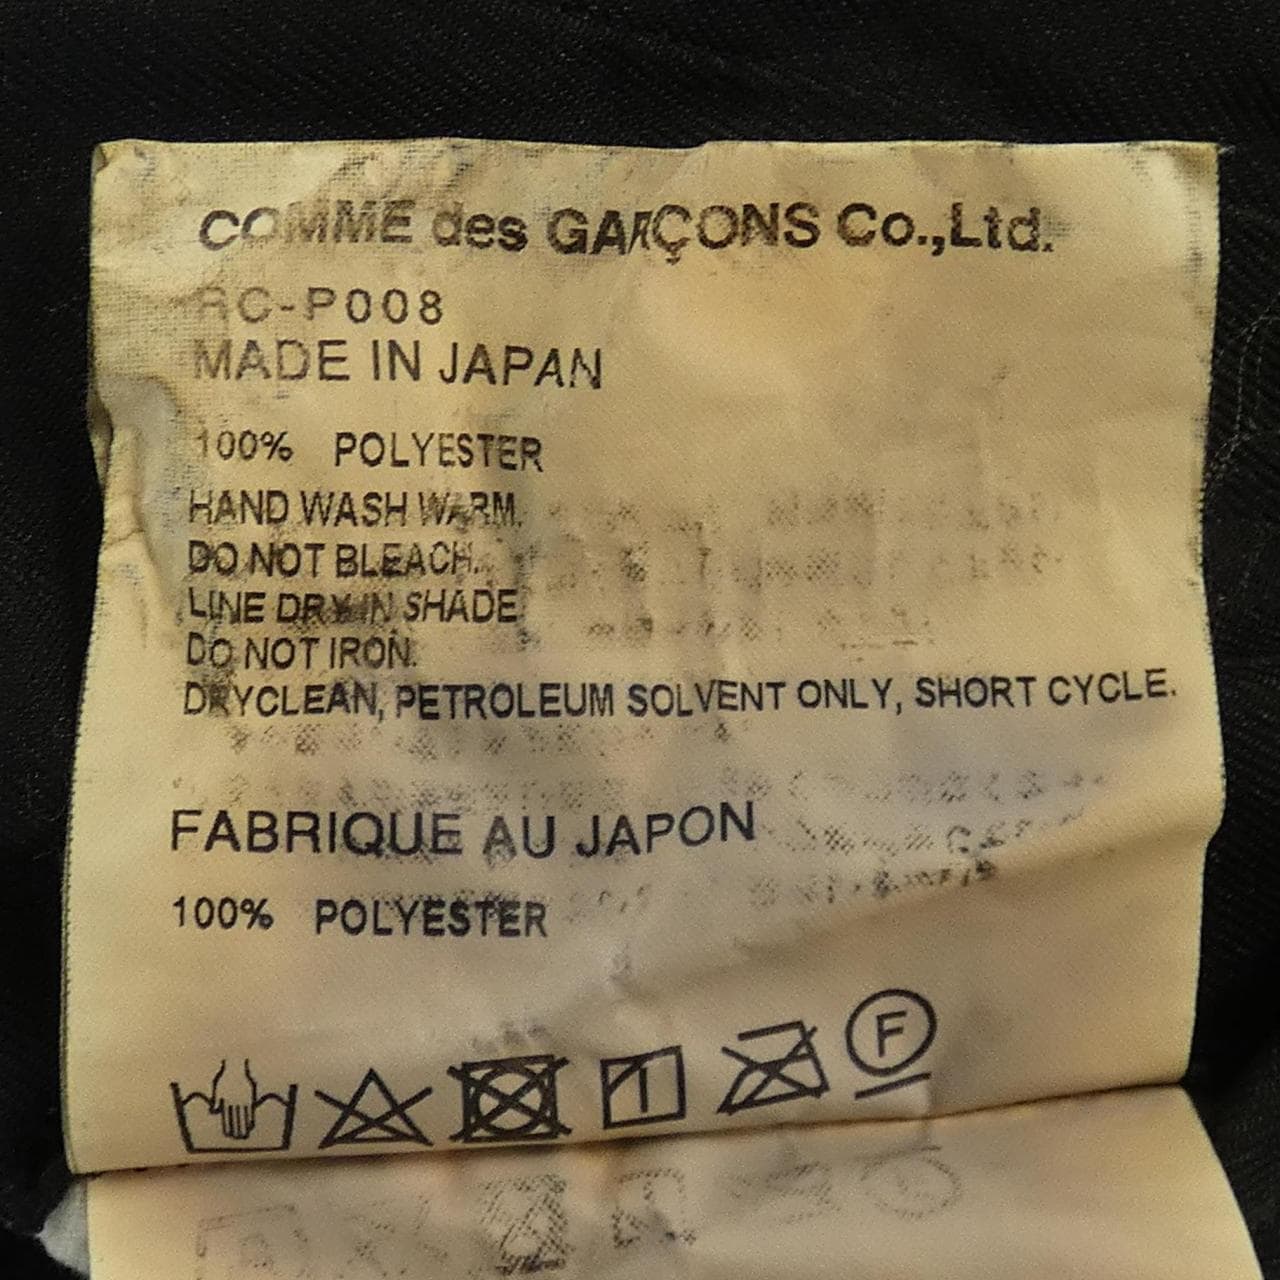 COMME des GARÇONS Co.,Ltd.
RC-P008
MADE IN JAPAN
100% POLYESTER
HAND WASH WARM.
DO NOT BLEACH.
LINE DRY IN SHADE
DO NOT IRON.
DRYCLEAN, PETROLEUM SOLVENT ONLY, SHORT CYCLE.
FABRIQUE AU JAPON
100% POLYESTER
F